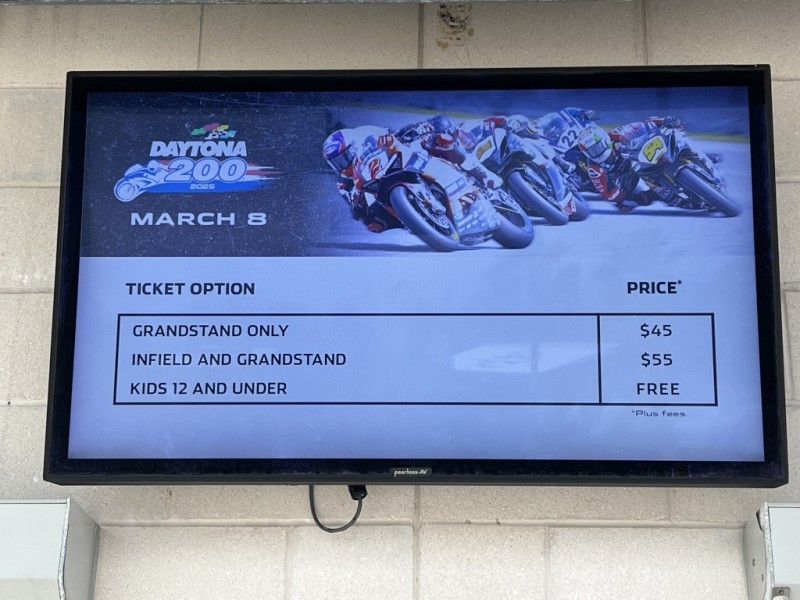 DAYTONA
200
2025
MARCH 8
TICKET OPTION PRICE*
GRANDSTAND ONLY $45
INFIELD AND GRANDSTAND $55
KIDS 12 AND UNDER FREE
*Plus fees
peerless-AV